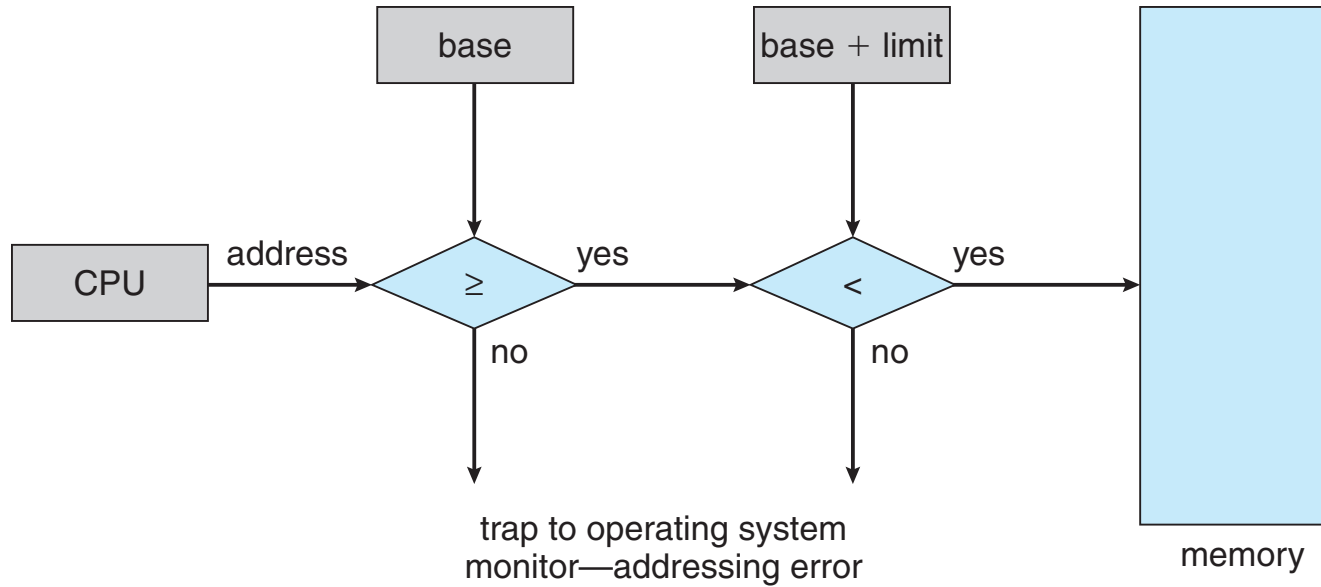 base
base + limit
CPU
address
≥
yes
<
yes
no
no
trap to operating system
monitor—addressing error
memory